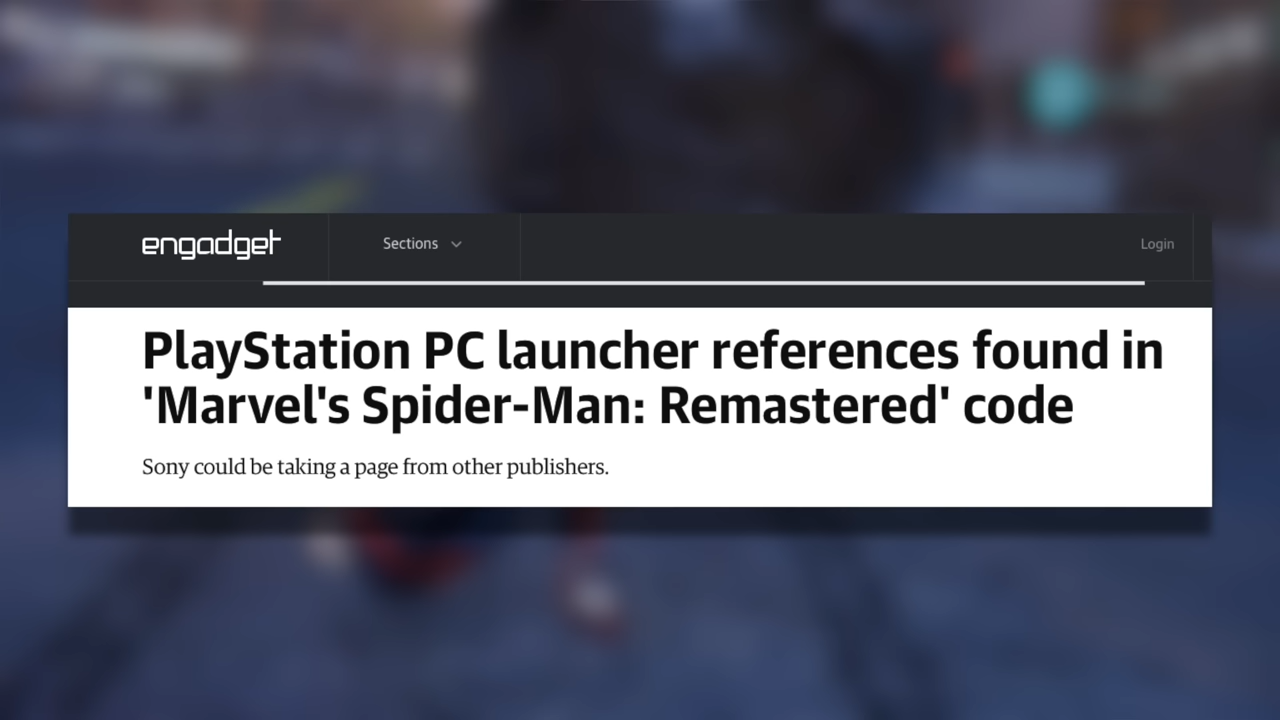 engadget
Sections
Login
PlayStation PC launcher references found in
'Marvel's Spider-Man: Remastered' code
Sony could be taking a page from other publishers.